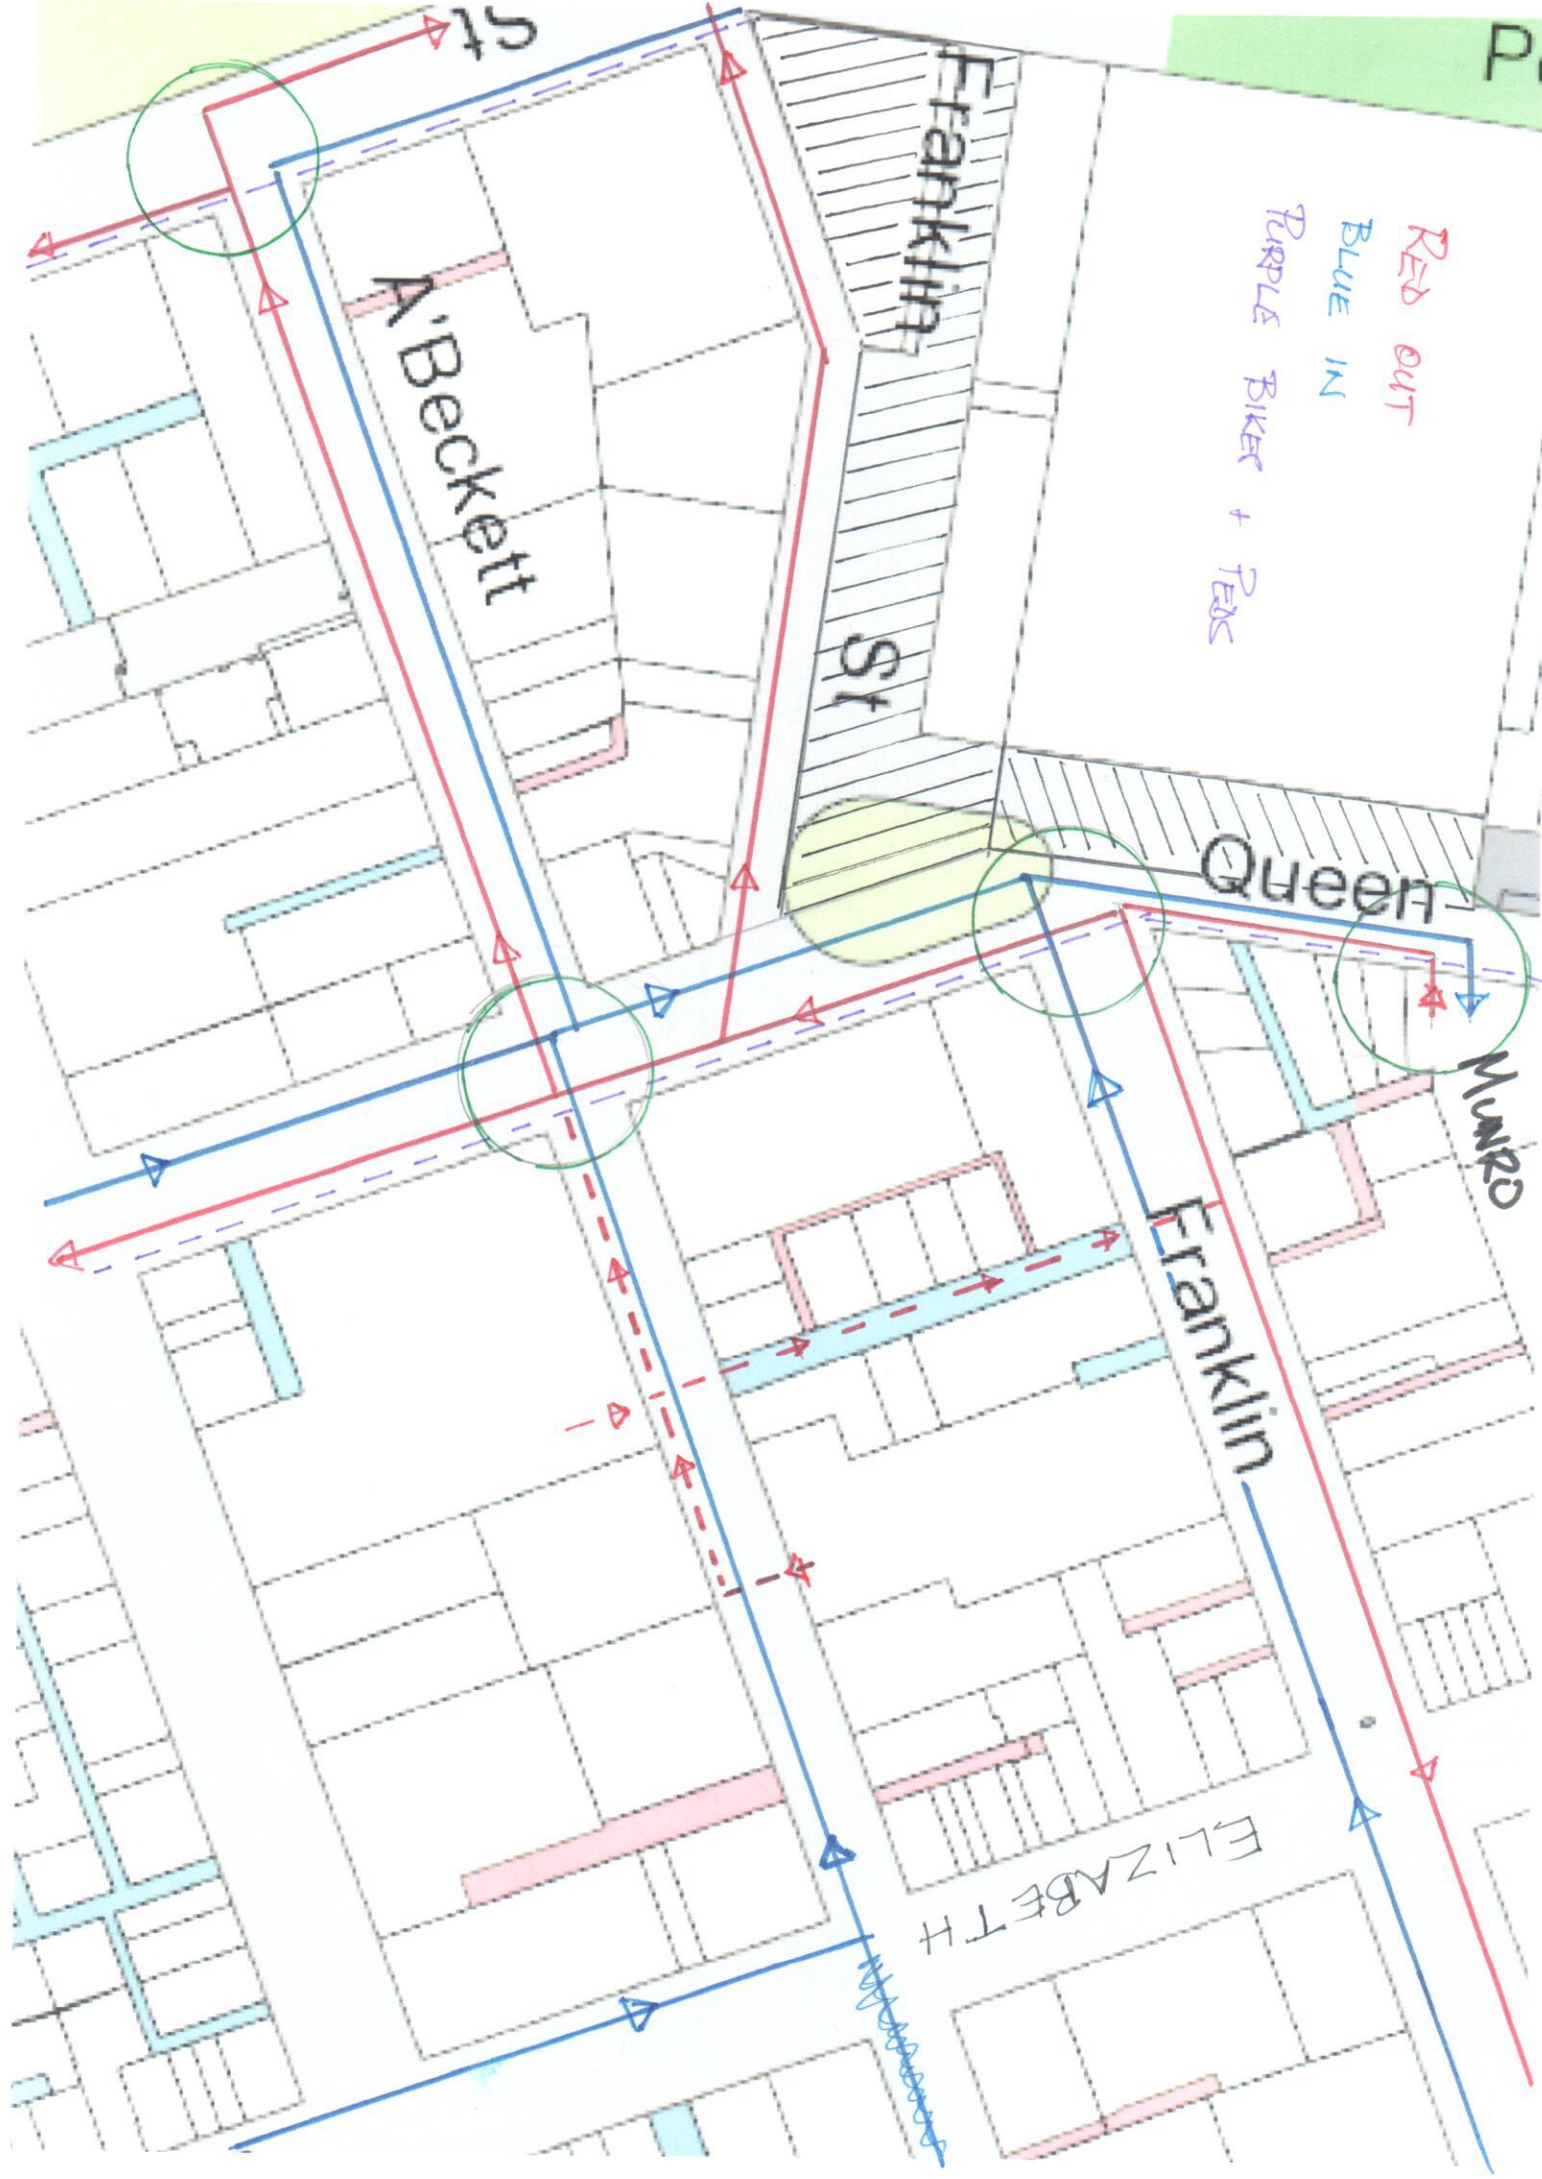 St
Franklin
St
A'Beckett
Queen
Franklin
RED OUT
BLUE IN
PURPLE BIKES + PEDS
MUNRO
ELIZABETH